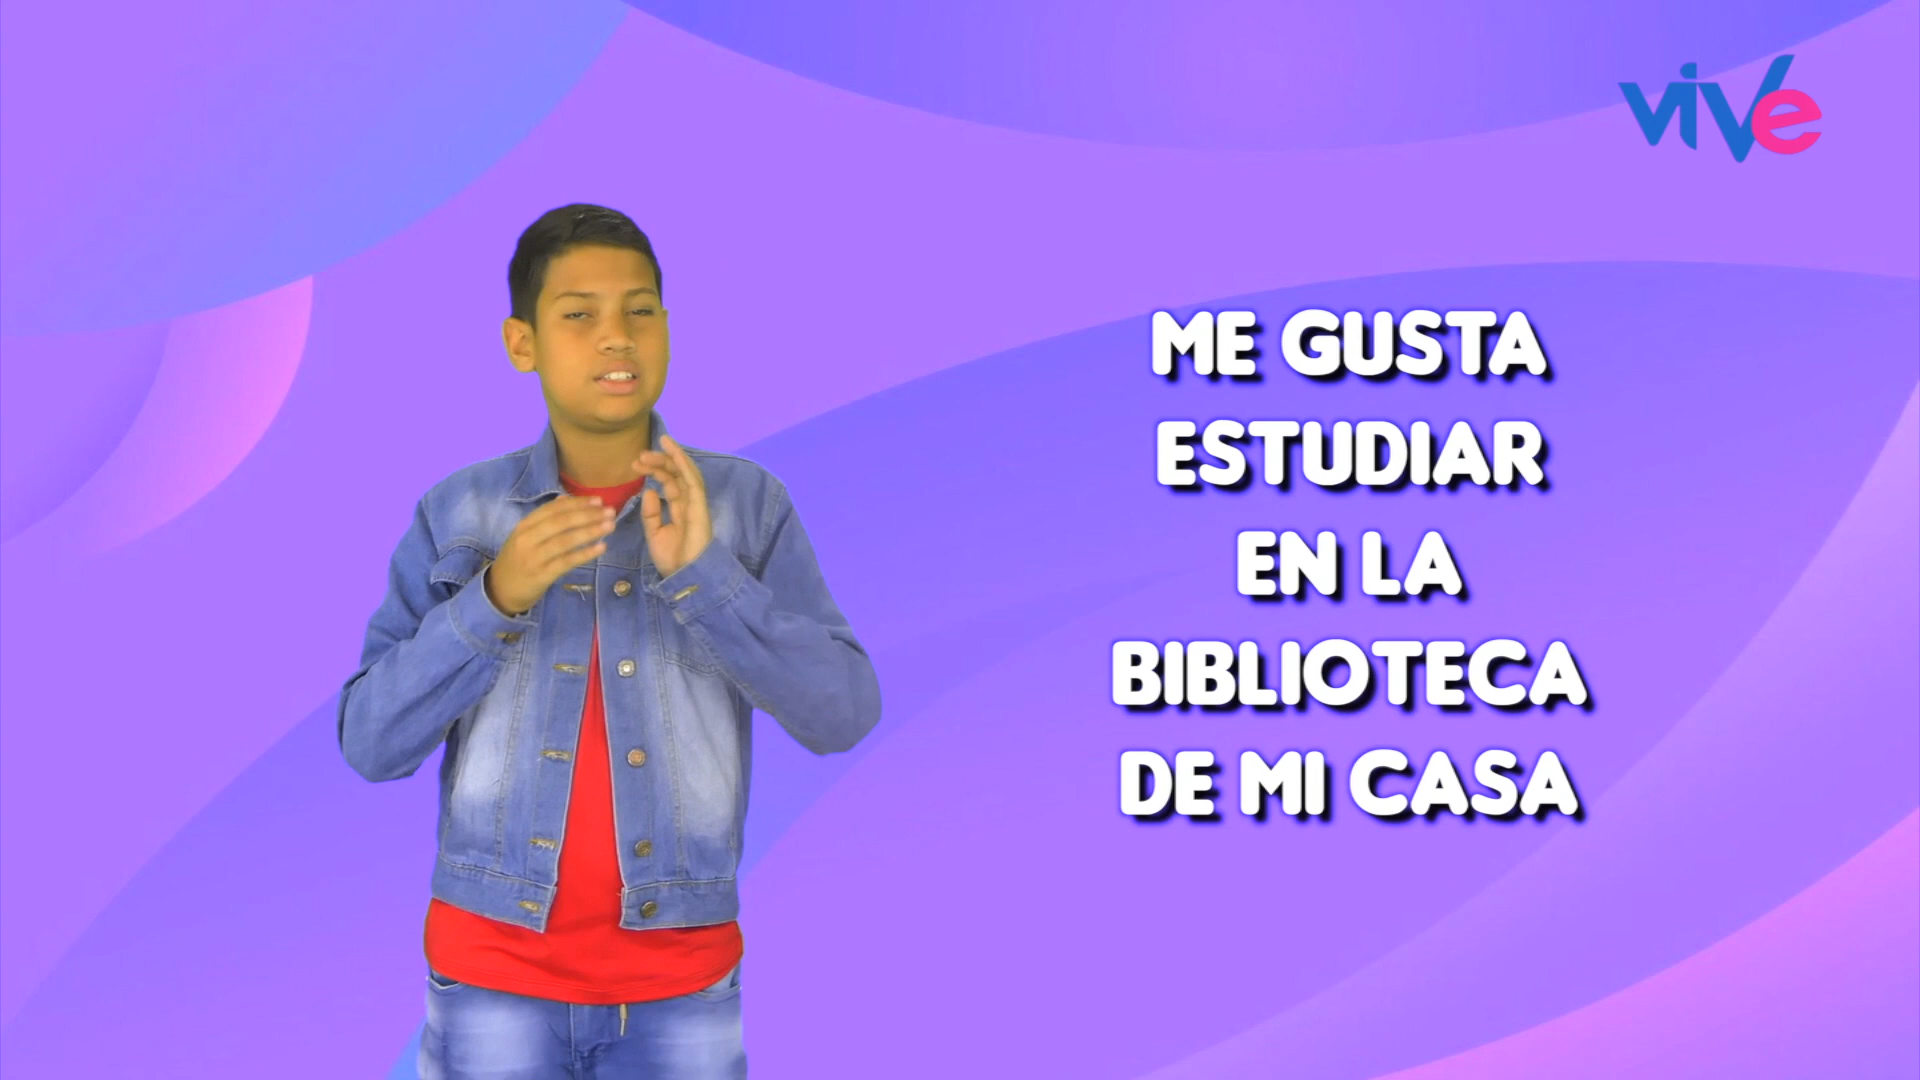 vive
ME GUSTA
ESTUDIAR
EN LA
BIBLIOTECA
DE MI CASA